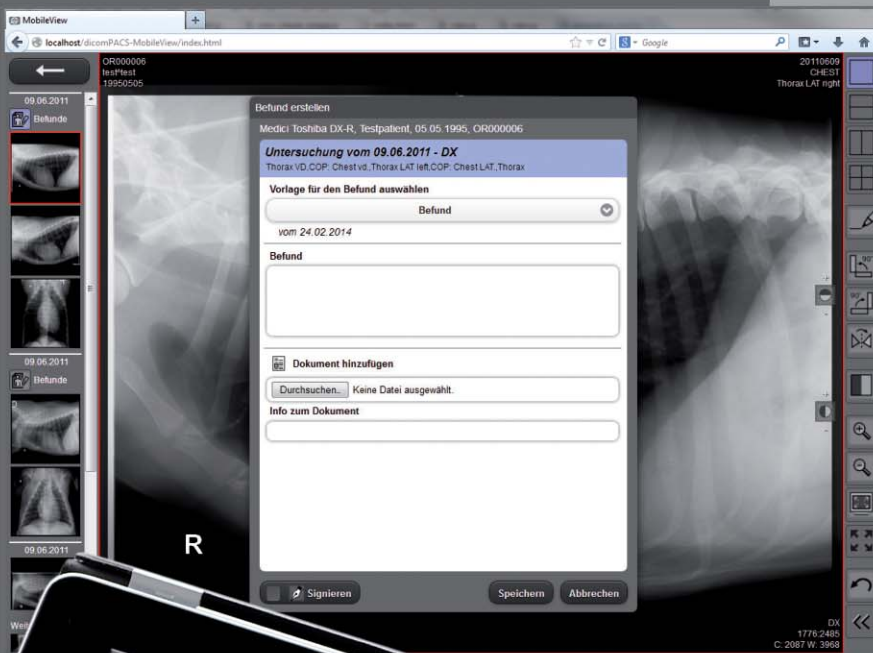 MobileView
+
localhost/dicomPACS-MobileView/index.html
Google
OR000006
test^test
19950505
20110609
CHEST
Thorax LAT right
09.06.2011
Befunde
09.06.2011
Befunde
09.06.2011
Befund erstellen
Medici Toshiba DX-R, Testpatient, 05.05.1995, OR000006
Untersuchung vom 09.06.2011 - DX
Thorax VD,COP: Chest vd,,Thorax LAT left,COP: Chest LAT,,Thorax
Vorlage für den Befund auswählen
Befund
vom 24.02.2014
Befund
Dokument hinzufügen
Durchsuchen.. Keine Datei ausgewählt.
Info zum Dokument
Signieren
Speichern
Abbrechen
R
90°
90°
DX
1776:2485
C: 2087 W: 3968